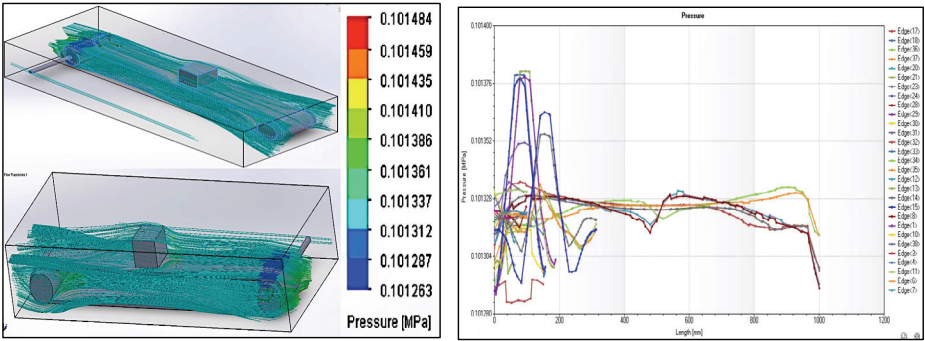 0.101484
0.101459
0.101435
0.101410
0.101386
0.101361
0.101337
0.101312
0.101287
0.101263
Pressure [MPa]
Pressure
0.101400
0.101376
0.101352
0.101328
0.101304
0.101280
Pressure [MPa]
0
200
400
600
800
1000
1200
Length [mm]
Edge<17>
Edge<18>
Edge<36>
Edge<37>
Edge<20>
Edge<21>
Edge<23>
Edge<24>
Edge<28>
Edge<29>
Edge<30>
Edge<31>
Edge<32>
Edge<33>
Edge<34>
Edge<35>
Edge<12>
Edge<13>
Edge<14>
Edge<15>
Edge<8>
Edge<1>
Edge<10>
Edge<38>
Edge<3>
Edge<4>
Edge<11>
Edge<6>
Edge<7>